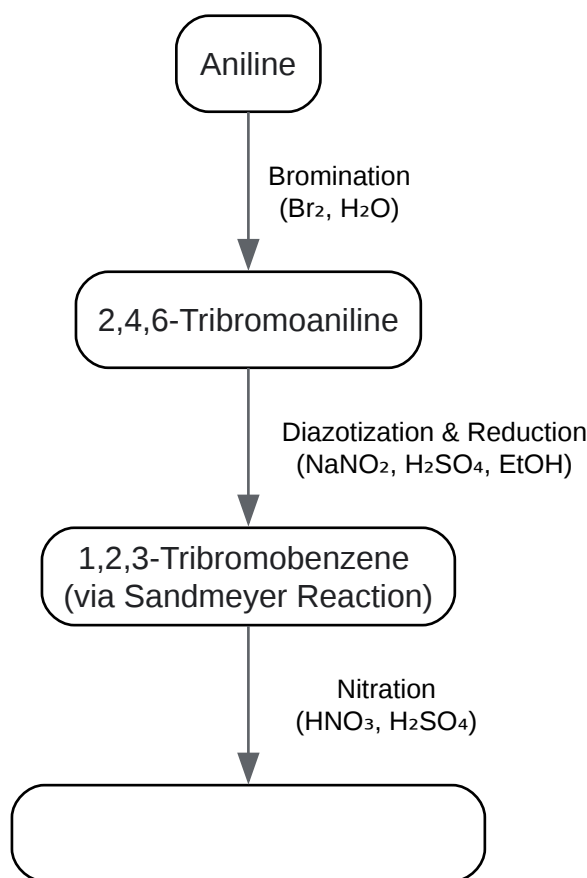 Aniline
Bromination
(Br₂, H₂O)
2,4,6-Tribromoaniline
Diazotization & Reduction
(NaNO₂, H₂SO₄, EtOH)
1,2,3-Tribromobenzene
(via Sandmeyer Reaction)
Nitration
(HNO₃, H₂SO₄)